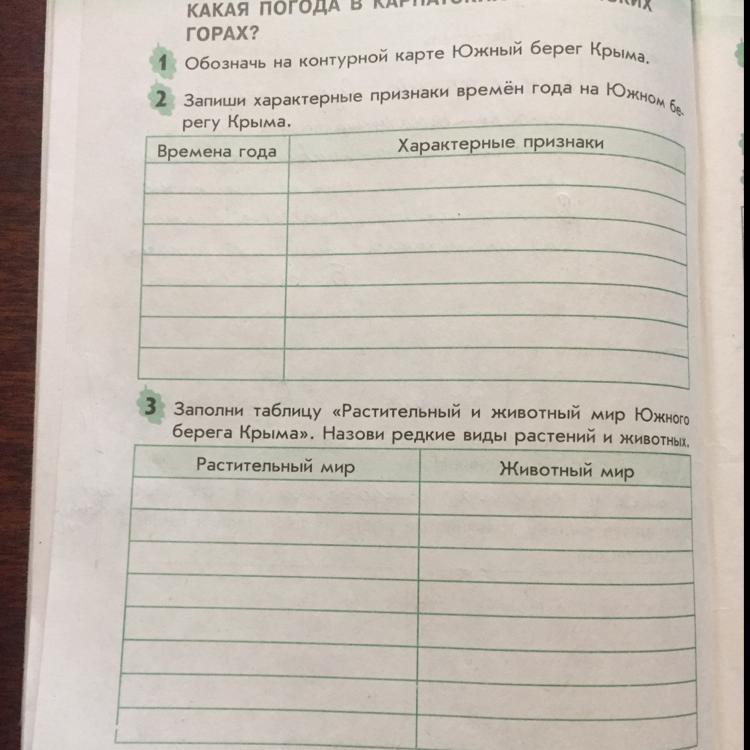 КАКАЯ ПОГОДА В
ГОРАХ?
1 Обозначь на контурной карте Южный берег Крыма.
2 Запиши характерные признаки времён года на Южном бе-
регу Крыма.
Времена года Характерные признаки
3 Заполни таблицу «Растительный и животный мир Южного
берега Крыма». Назови редкие виды растений и животных.
Растительный мир Животный мир